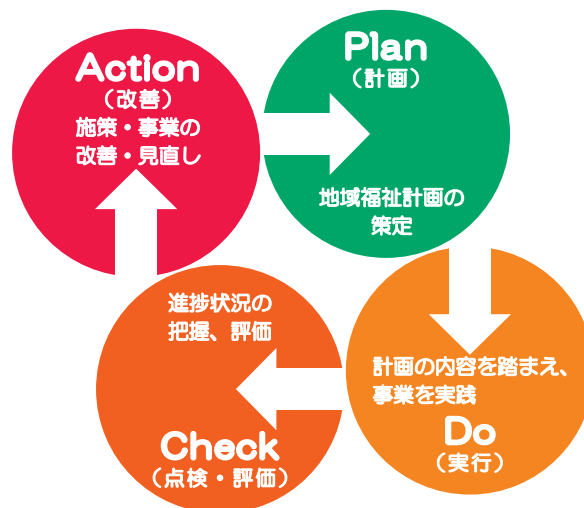 Action
（改善）
施策・事業の
改善・見直し
Plan
（計画）
地域福祉計画の
策定
計画の内容を踏まえ、
事業を実践
Do
（実行）
進捗状況の
把握、評価
Check
（点検・評価）